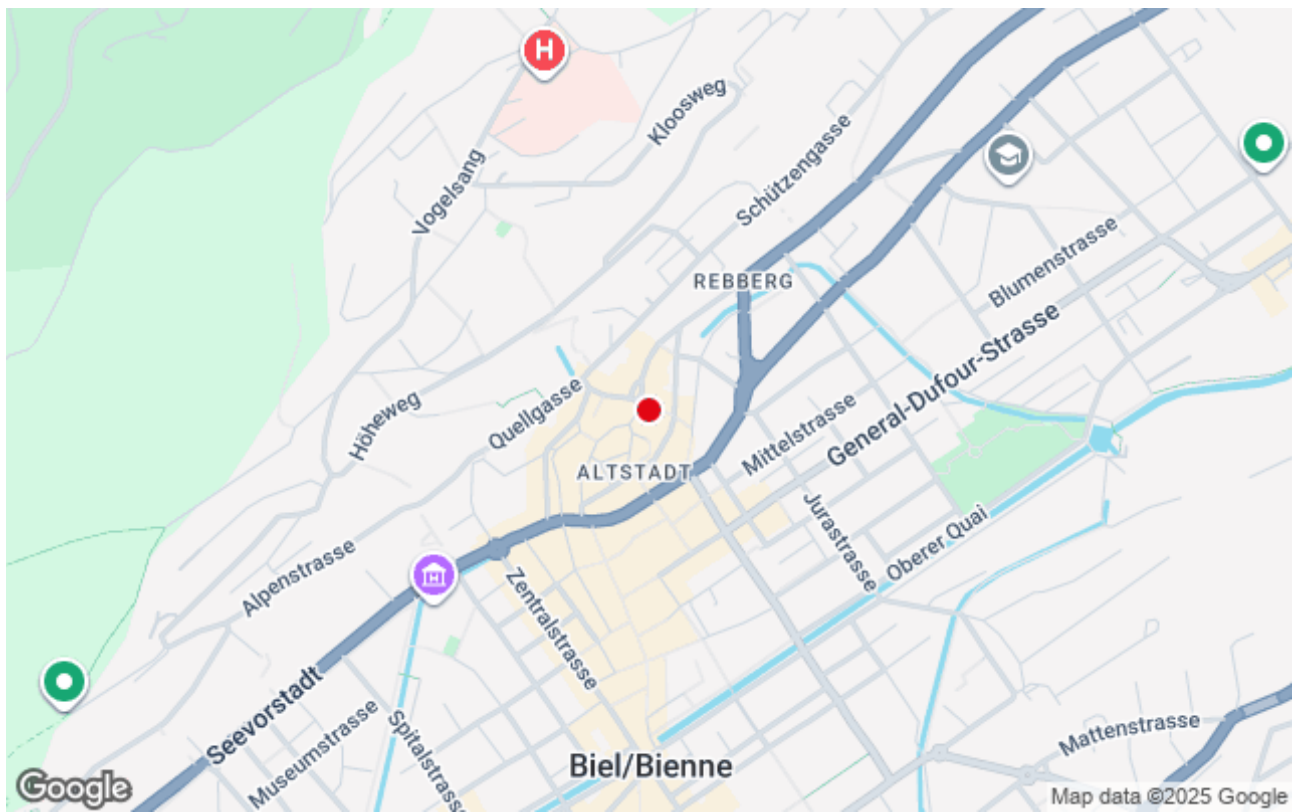 H
Kloosweg
Schützengasse
Vogelsang
REBBERG
Blumenstrasse
General-Dufour-Strasse
Höheweg
Quellgasse
Mittelstrasse
ALTSTADT
Jurastrasse
Oberer Quai
Alpenstrasse
Zentralstrasse
Seevorstadt
Museumstrasse
Spitalstrasse
Mattenstrasse
Biel/Bienne
Google
Map data ©2025 Google